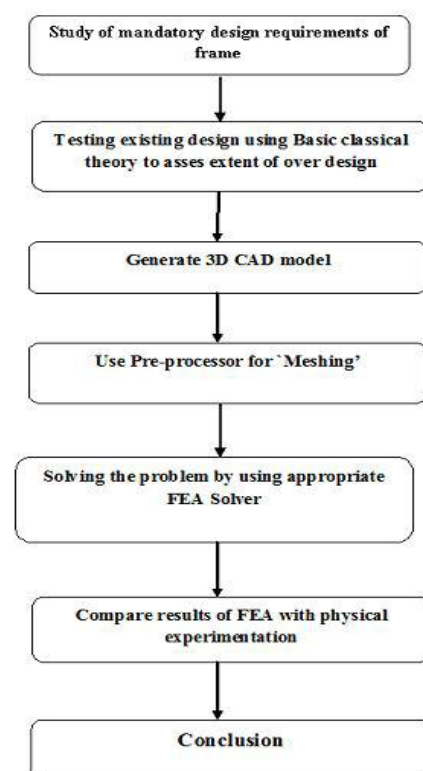 Study of mandatory design requirements of
frame
Testing existing design using Basic classical
theory to asses extent of over design
Generate 3D CAD model
Use Pre-processor for `Meshing’
Solving the problem by using appropriate
FEA Solver
Compare results of FEA with physical
experimentation
Conclusion